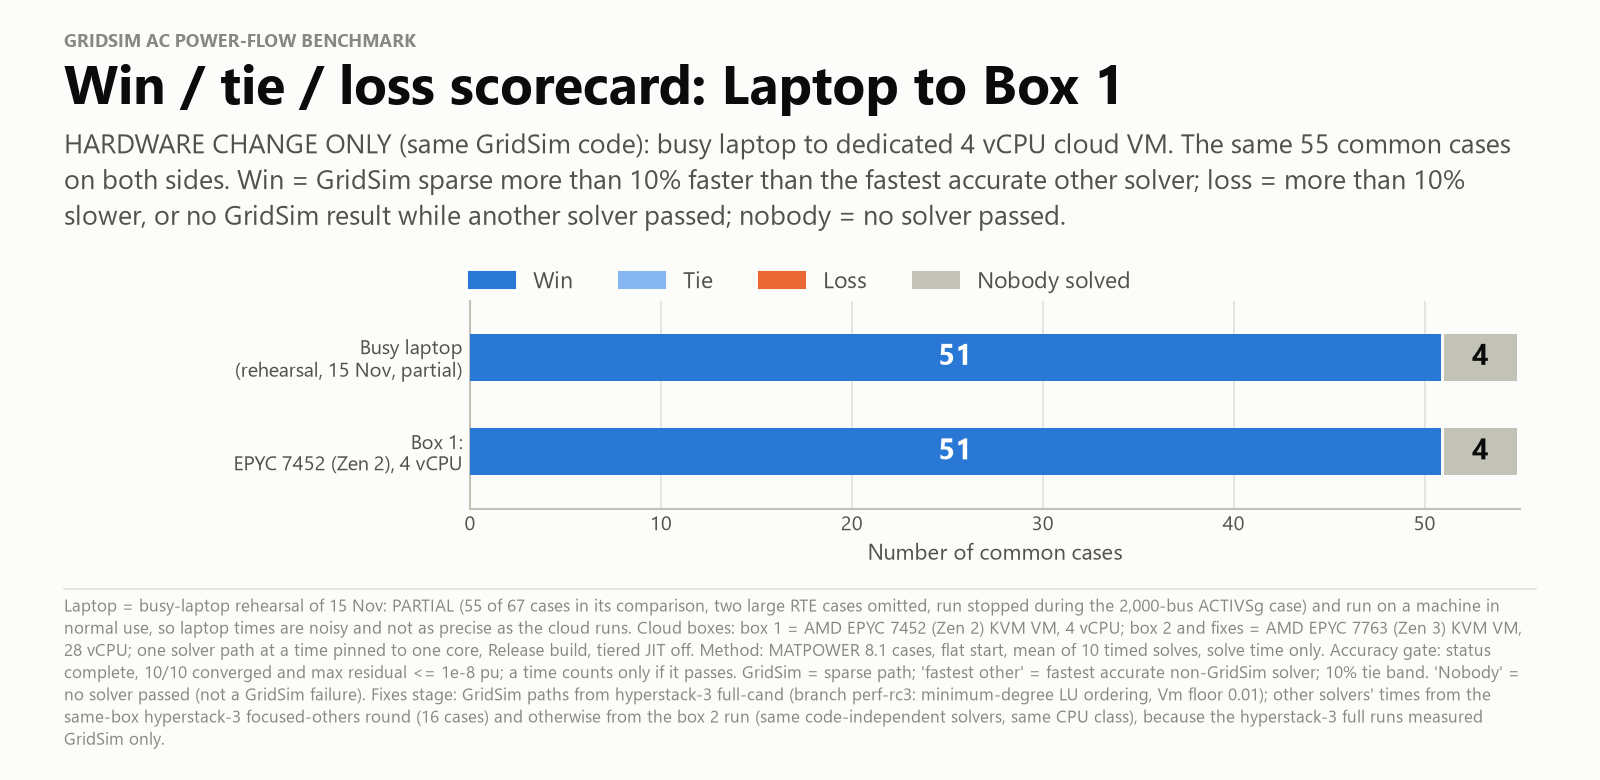 GRIDSIM AC POWER-FLOW BENCHMARK
Win / tie / loss scorecard: Laptop to Box 1
HARDWARE CHANGE ONLY (same GridSim code): busy laptop to dedicated 4 vCPU cloud VM. The same 55 common cases
on both sides. Win = GridSim sparse more than 10% faster than the fastest accurate other solver; loss = more than 10%
slower, or no GridSim result while another solver passed; nobody = no solver passed.
Win Tie Loss Nobody solved
Busy laptop
(rehearsal, 15 Nov, partial)
51 4
Box 1:
EPYC 7452 (Zen 2), 4 vCPU
51 4
0 10 20 30 40 50
Number of common cases
Laptop = busy-laptop rehearsal of 15 Nov: PARTIAL (55 of 67 cases in its comparison, two large RTE cases omitted, run stopped during the 2,000-bus ACTIVSg case) and run on a machine in
normal use, so laptop times are noisy and not as precise as the cloud runs. Cloud boxes: box 1 = AMD EPYC 7452 (Zen 2) KVM VM, 4 vCPU; box 2 and fixes = AMD EPYC 7763 (Zen 3) KVM VM,
28 vCPU; one solver path at a time pinned to one core, Release build, tiered JIT off. Method: MATPOWER 8.1 cases, flat start, mean of 10 timed solves, solve time only. Accuracy gate: status
complete, 10/10 converged and max residual <= 1e-8 pu; a time counts only if it passes. GridSim = sparse path; 'fastest other' = fastest accurate non-GridSim solver; 10% tie band. 'Nobody' =
no solver passed (not a GridSim failure). Fixes stage: GridSim paths from hyperstack-3 full-cand (branch perf-rc3: minimum-degree LU ordering, Vm floor 0.01); other solvers' times from the
same-box hyperstack-3 focused-others round (16 cases) and otherwise from the box 2 run (same code-independent solvers, same CPU class), because the hyperstack-3 full runs measured
GridSim only.